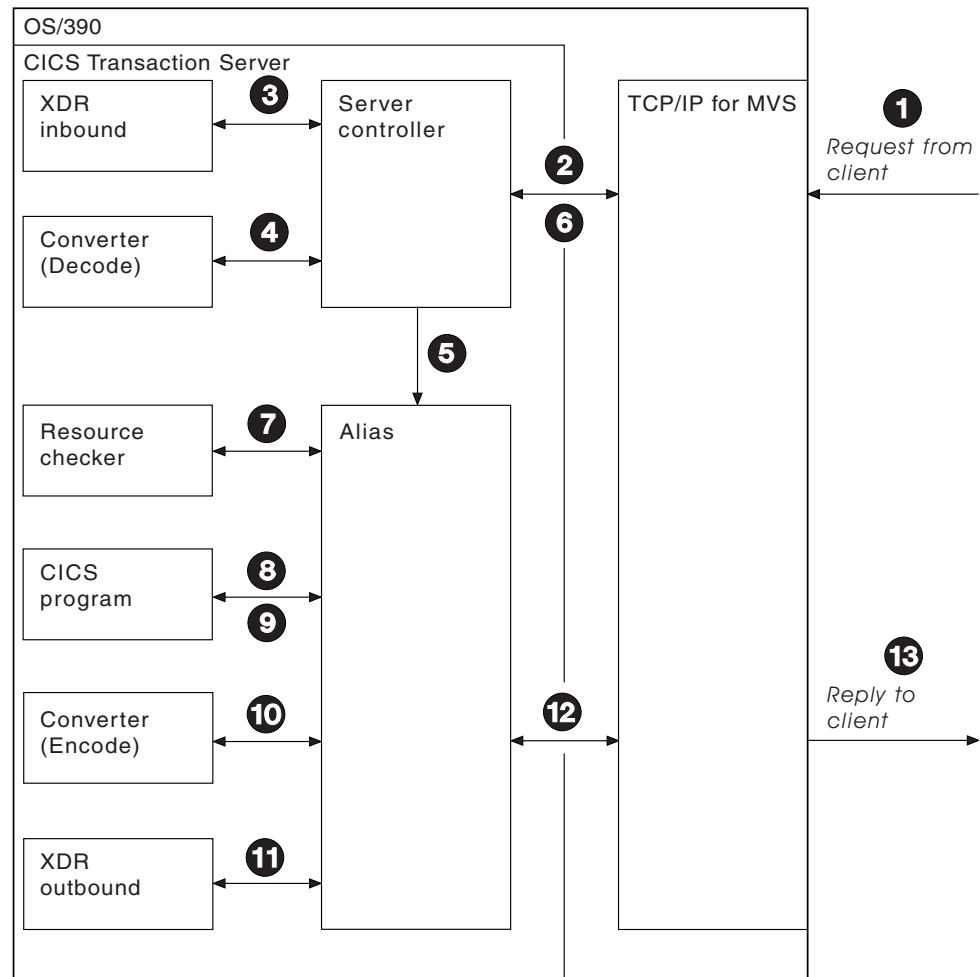 OS/390
CICS Transaction Server
XDR
inbound
3
Server
controller
TCP/IP for MVS
1
Request from
client
2
6
Converter
(Decode)
4
5
Resource
checker
7
Alias
CICS
program
8
9
Converter
(Encode)
10
12
13
Reply to
client
XDR
outbound
11